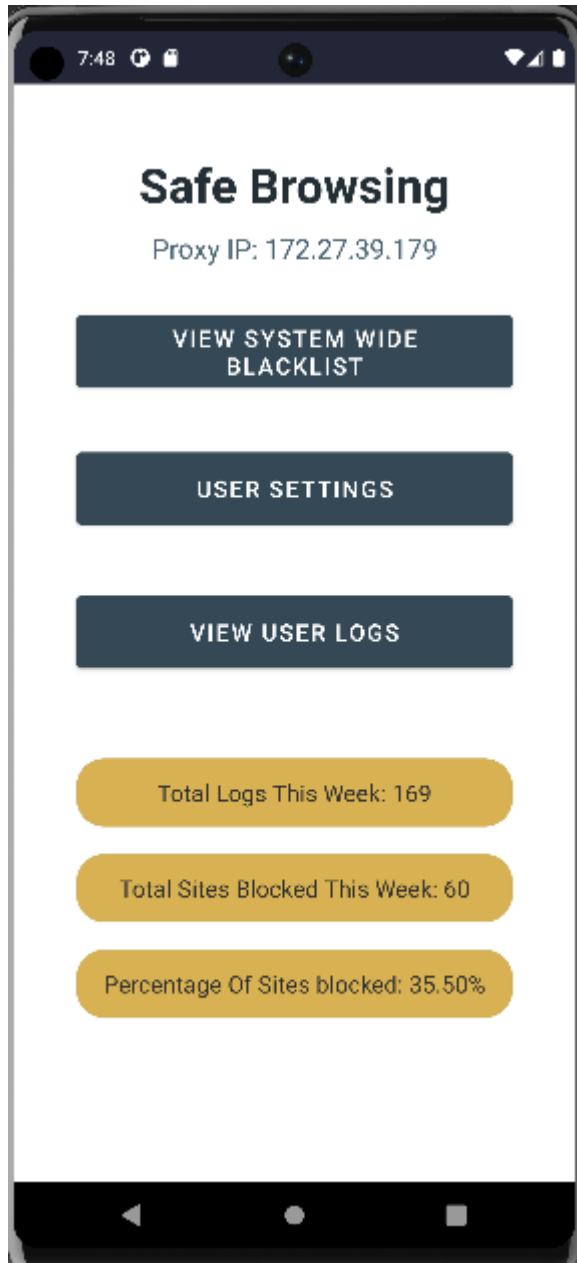 7:48
Safe Browsing
Proxy IP: 172.27.39.179
VIEW SYSTEM WIDE
BLACKLIST
USER SETTINGS
VIEW USER LOGS
Total Logs This Week: 169
Total Sites Blocked This Week: 60
Percentage Of Sites blocked: 35.50%